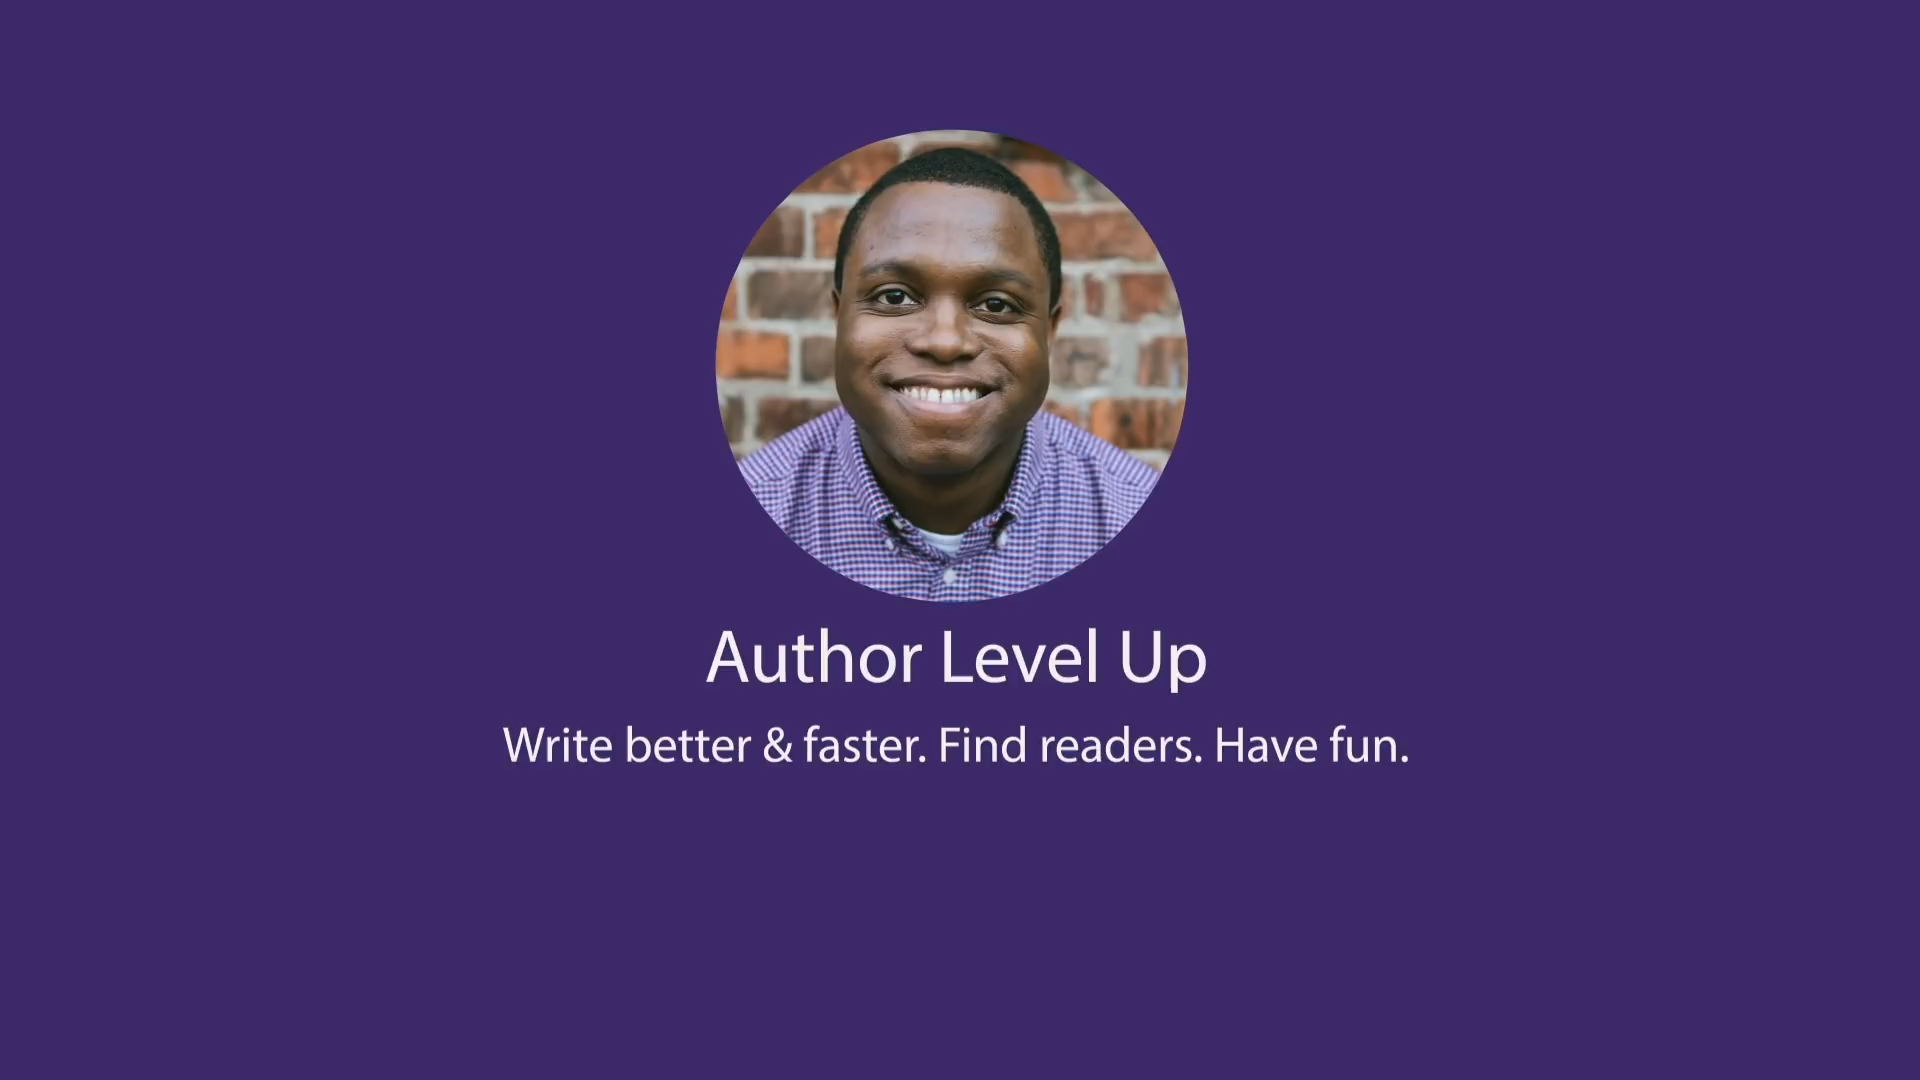 Author Level Up
Write better & faster. Find readers. Have fun.